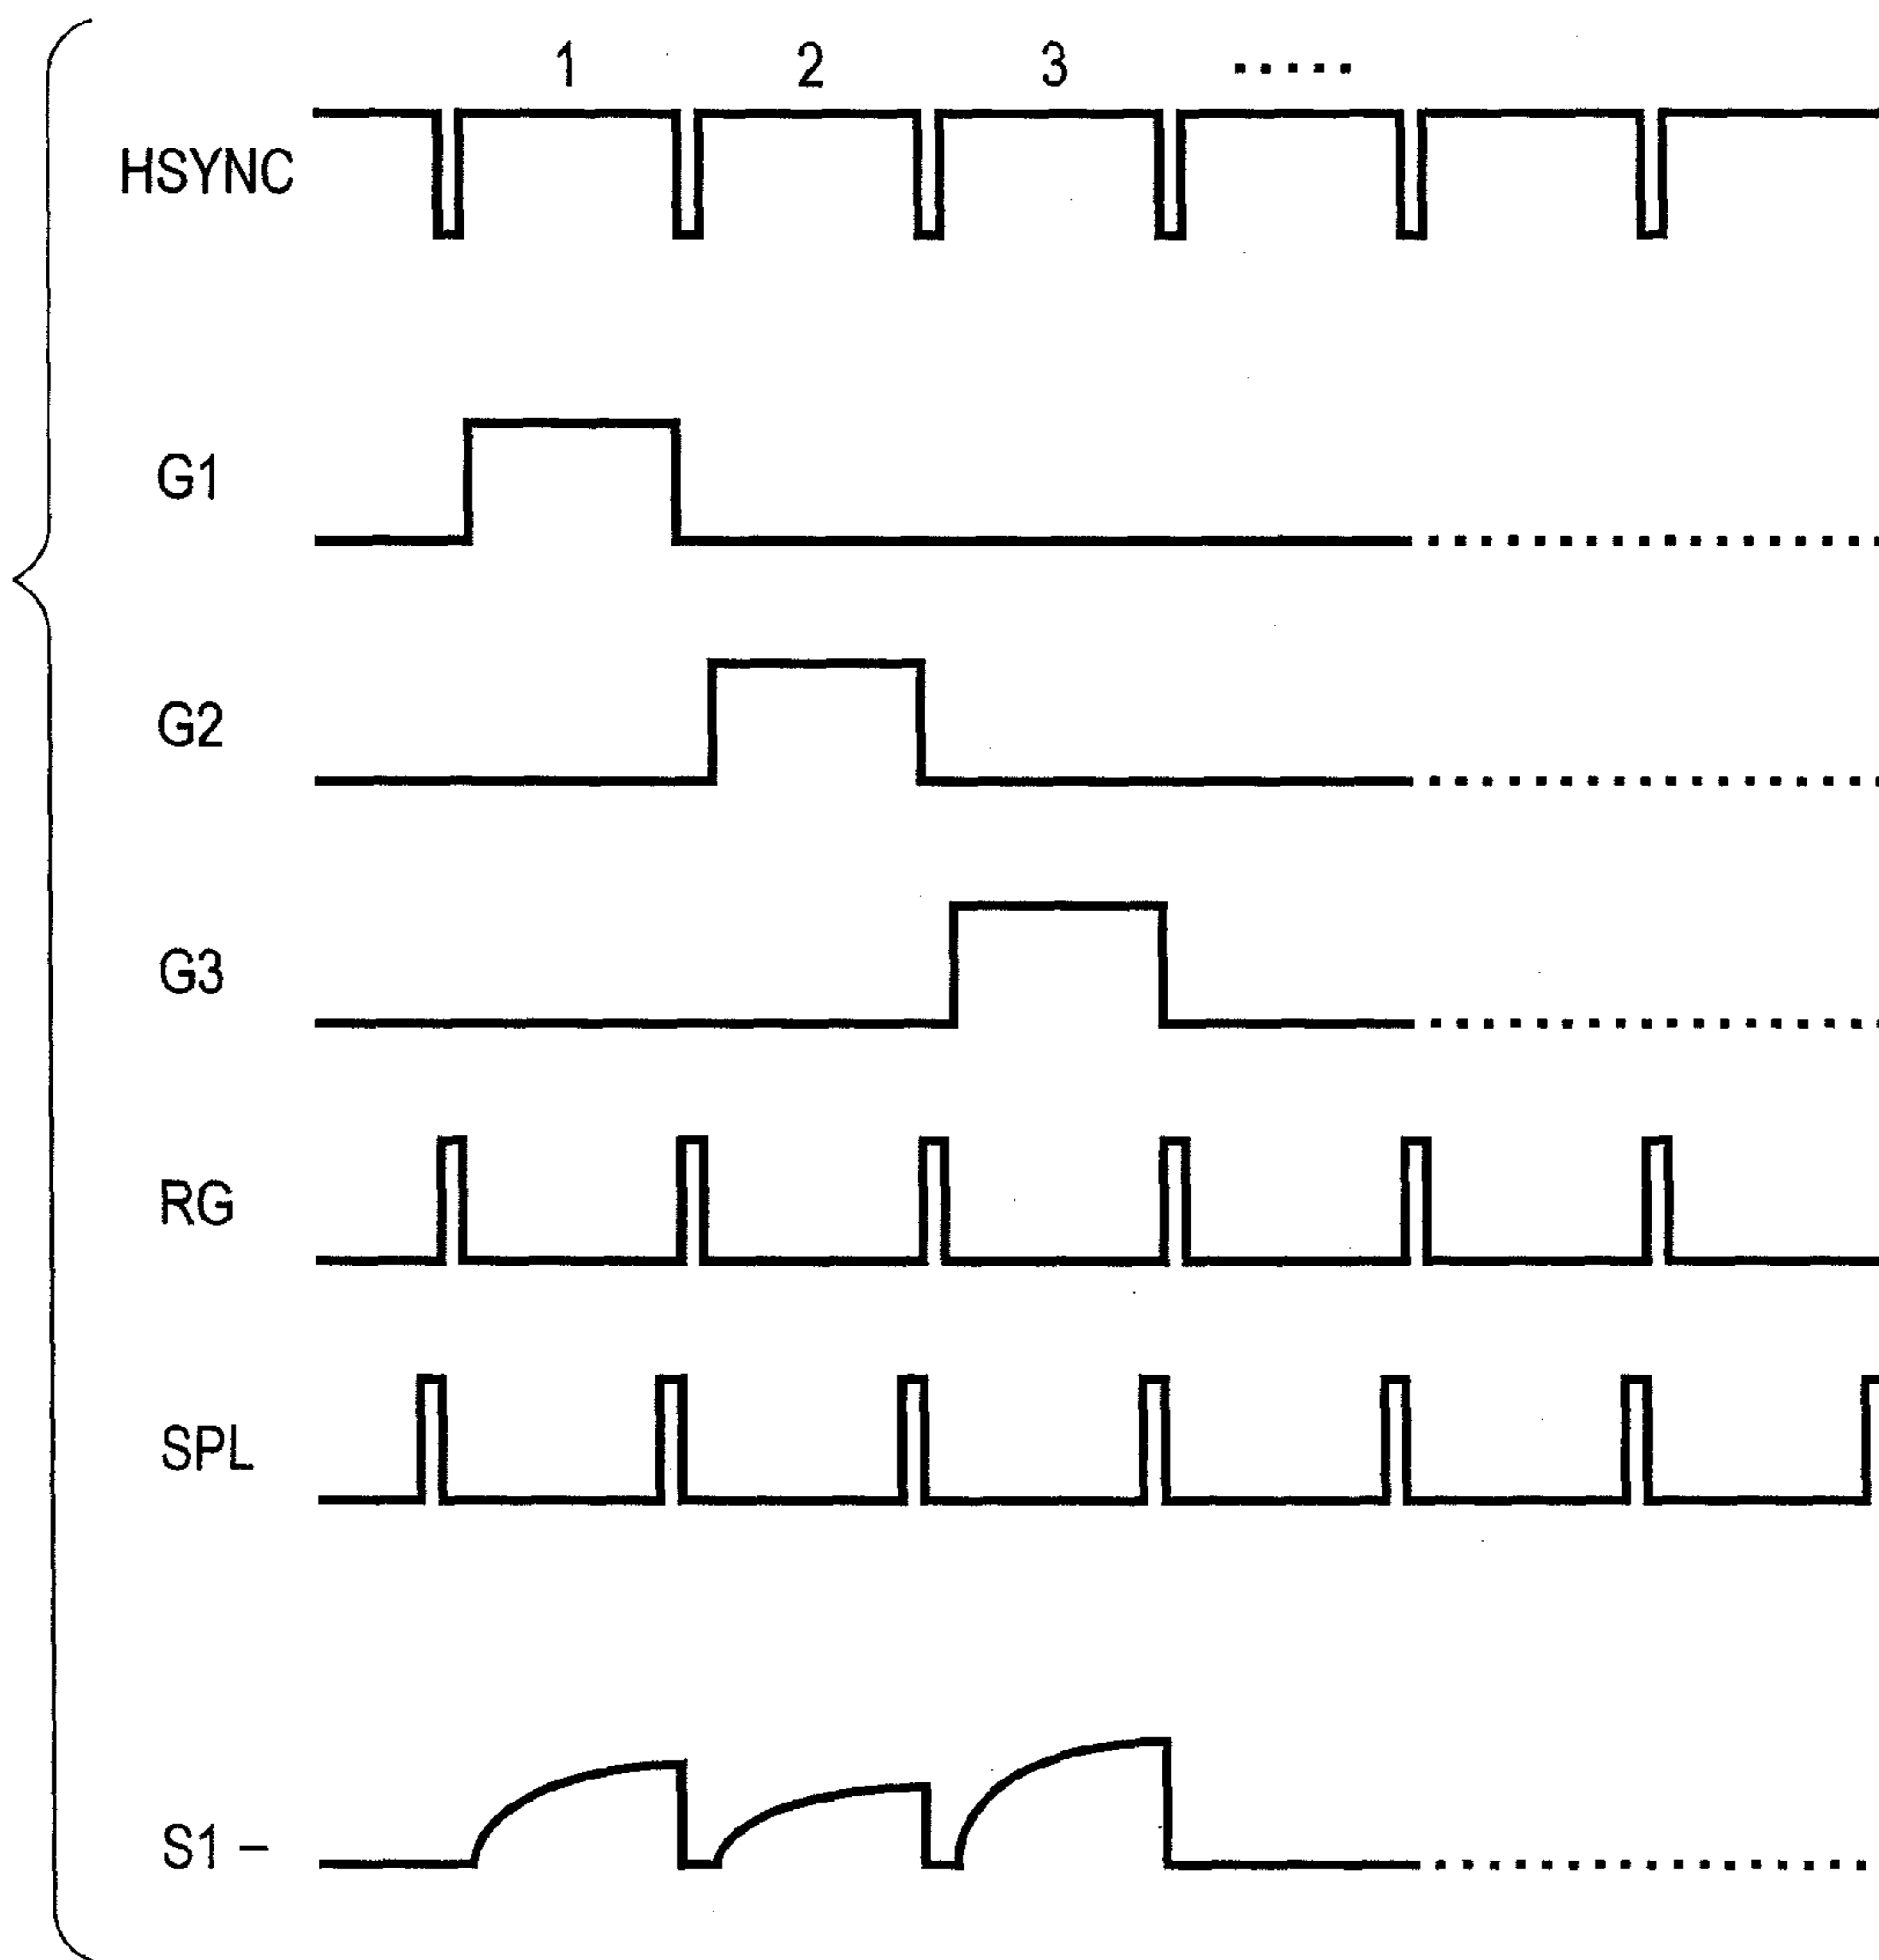 1 2 3 .....
HSYNC
G1
G2
G3
RG
SPL
S1 –